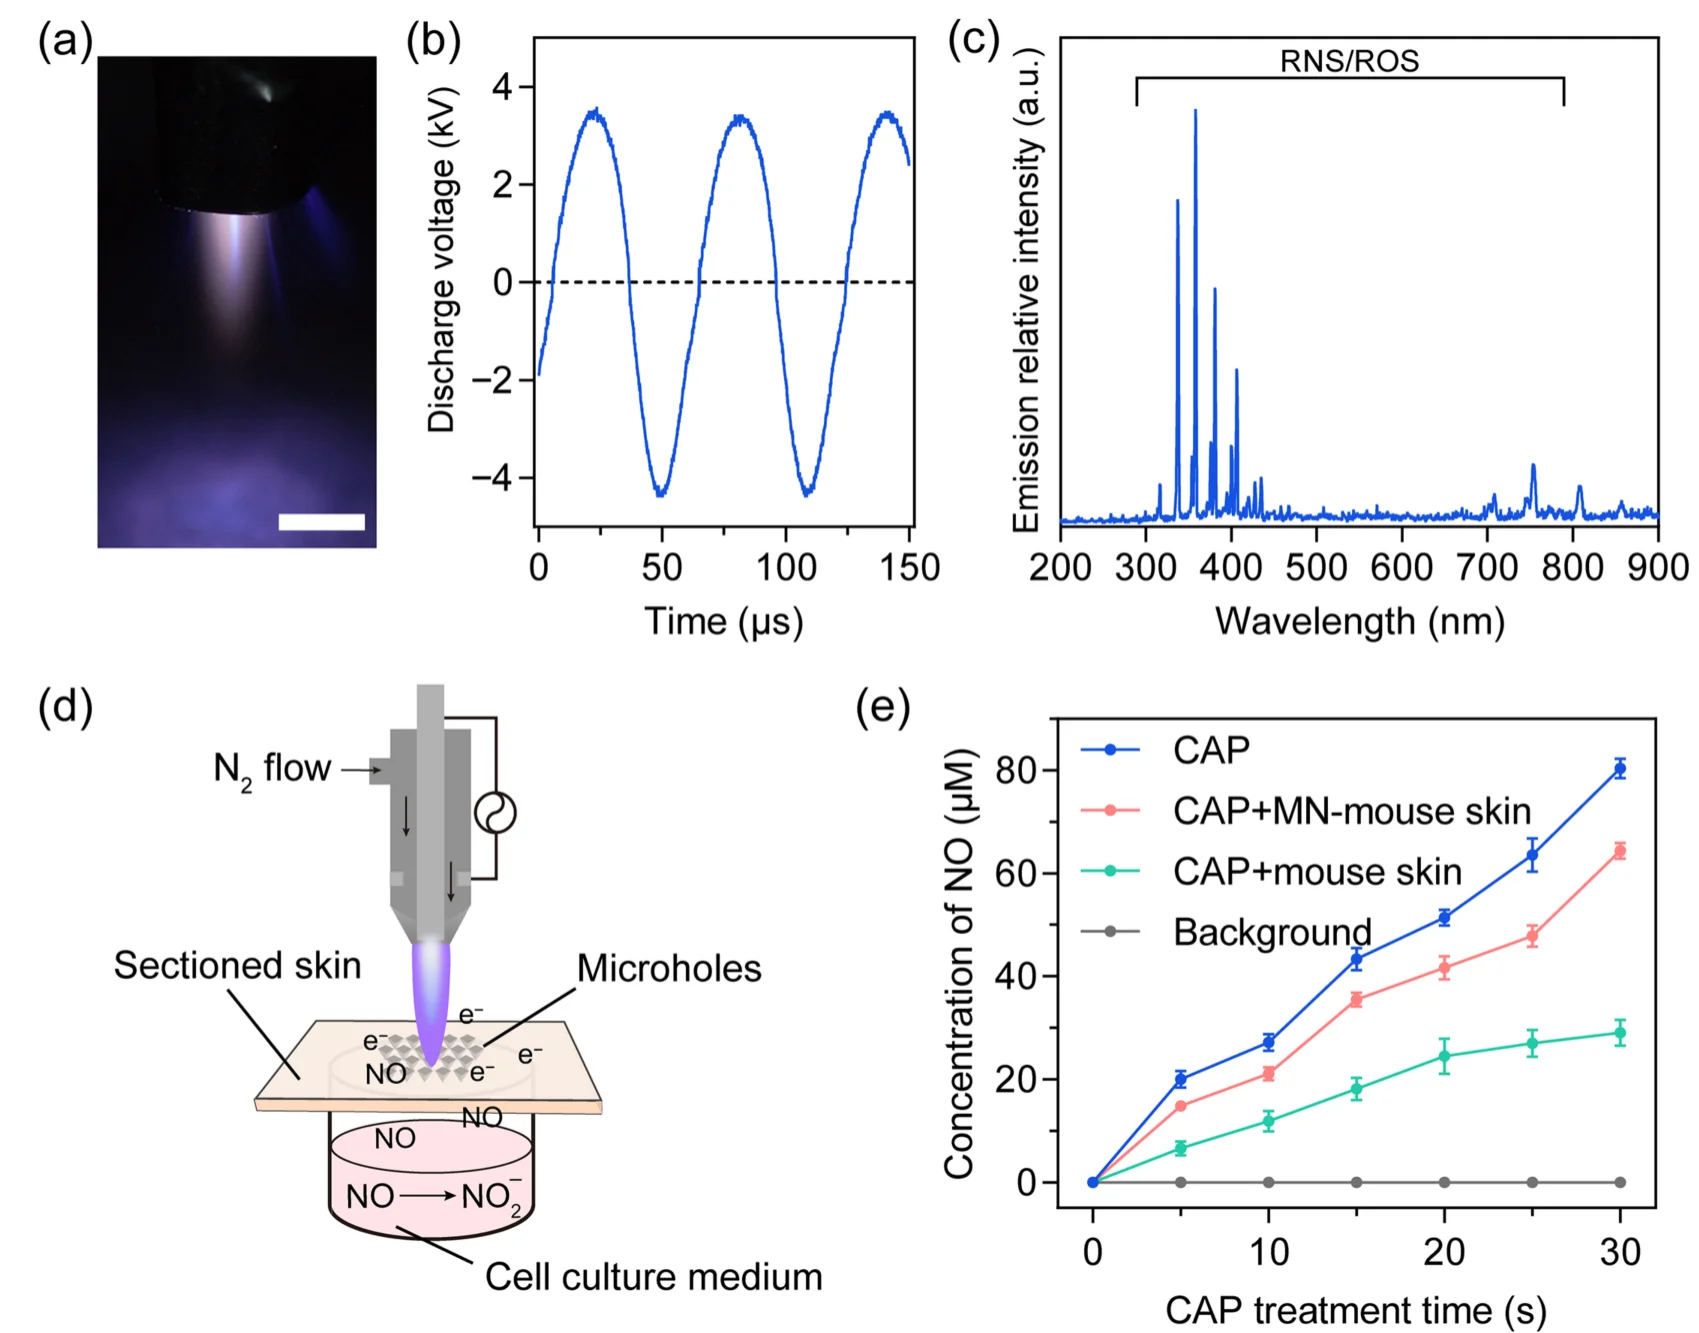 (a)
(b)
Discharge voltage (kV)
4
2
0
−2
−4
0 50 100 150
Time (µs)
(c)
Emission relative intensity (a.u.)
RNS/ROS
200 300 400 500 600 700 800 900
Wavelength (nm)
(d)
N2 flow
Sectioned skin
Microholes
e−
e−
e−
NO
e−
NO
NO
NO → NO2−
Cell culture medium
(e)
Concentration of NO (µM)
80
60
40
20
0
CAP
CAP+MN-mouse skin
CAP+mouse skin
Background
0 10 20 30
CAP treatment time (s)